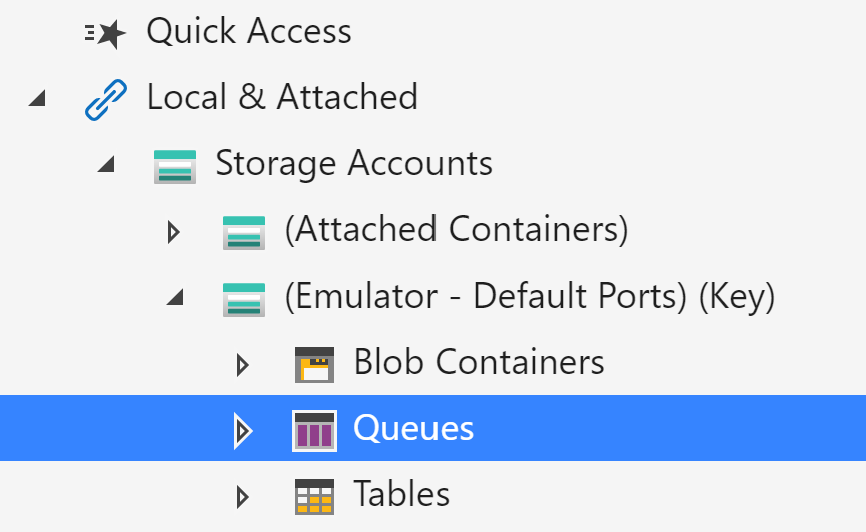 Quick Access
Local & Attached
Storage Accounts
(Attached Containers)
(Emulator - Default Ports) (Key)
Blob Containers
Queues
Tables